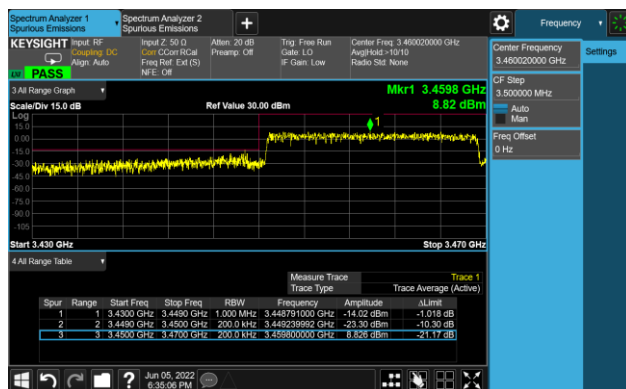 Spectrum Analyzer 1
Spurious Emissions
Spectrum Analyzer 2
Spurious Emissions
+
Frequency
KEYSIGHT
Input: RF
Coupling: DC
Align: Auto
Input Z: 50 Ω
Corr CCorr RCal
Freq Ref: Ext (S)
NFE: Off
Atten: 20 dB
Preamp: Off
Trig: Free Run
Gate: LO
IF Gain: Low
Center Freq: 3.460020000 GHz
Avg|Hold:>10/10
Radio Std: None
PASS
Center Frequency
3.460020000 GHz
Settings
CF Step
3.500000 MHz
Auto
Man
Freq Offset
0 Hz
3 All Range Graph
Mkr1 3.4598 GHz
Scale/Div 15.0 dB
Ref Value 30.00 dBm
8.82 dBm
Log
15.0
0.00
-15.0
-30.0
-45.0
-60.0
-75.0
-90.0
-105
1
Start 3.430 GHz
Stop 3.470 GHz
4 All Range Table
Measure Trace Trace 1
Trace Type Trace Average (Active)
Spur Range Start Freq Stop Freq RBW Frequency Amplitude ΔLimit
1 1 3.4300 GHz 3.4490 GHz 1.000 MHz 3.448791000 GHz -14.02 dBm -1.018 dB
2 2 3.4490 GHz 3.4500 GHz 200.0 kHz 3.449239992 GHz -23.30 dBm -10.30 dB
3 3 3.4500 GHz 3.4700 GHz 200.0 kHz 3.459800000 GHz 8.826 dBm -21.17 dB
?
Jun 05, 2022
6:35:06 PM